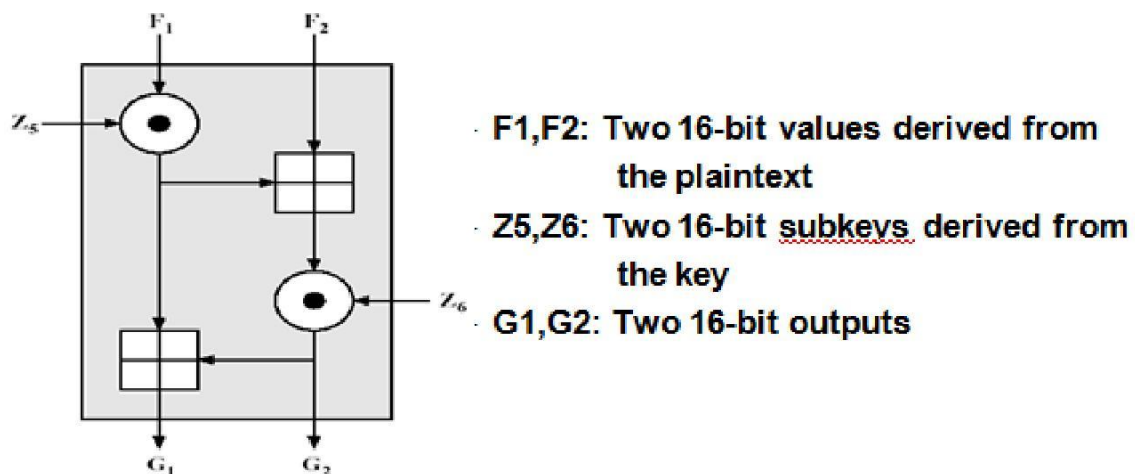 F1 F2
Z5
Z6
G1 G2
· F1,F2: Two 16-bit values derived from
the plaintext
· Z5,Z6: Two 16-bit subkeys derived from
the key
· G1,G2: Two 16-bit outputs